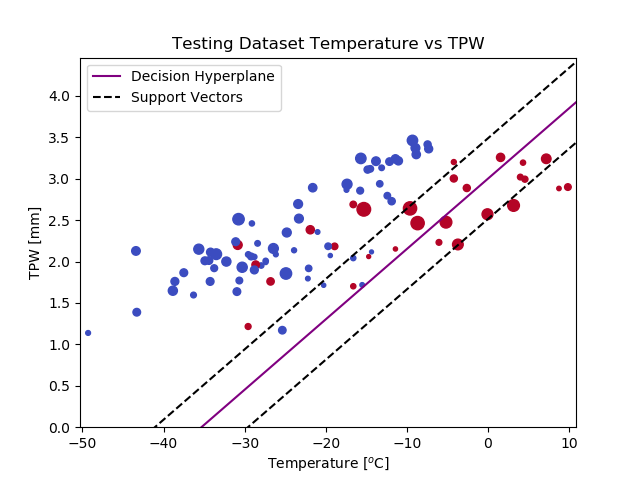 Testing Dataset Temperature vs TPW
Decision Hyperplane
Support Vectors
TPW [mm]
4.0
3.5
3.0
2.5
2.0
1.5
1.0
0.5
0.0
−50 −40 −30 −20 −10 0 10
Temperature [°C]